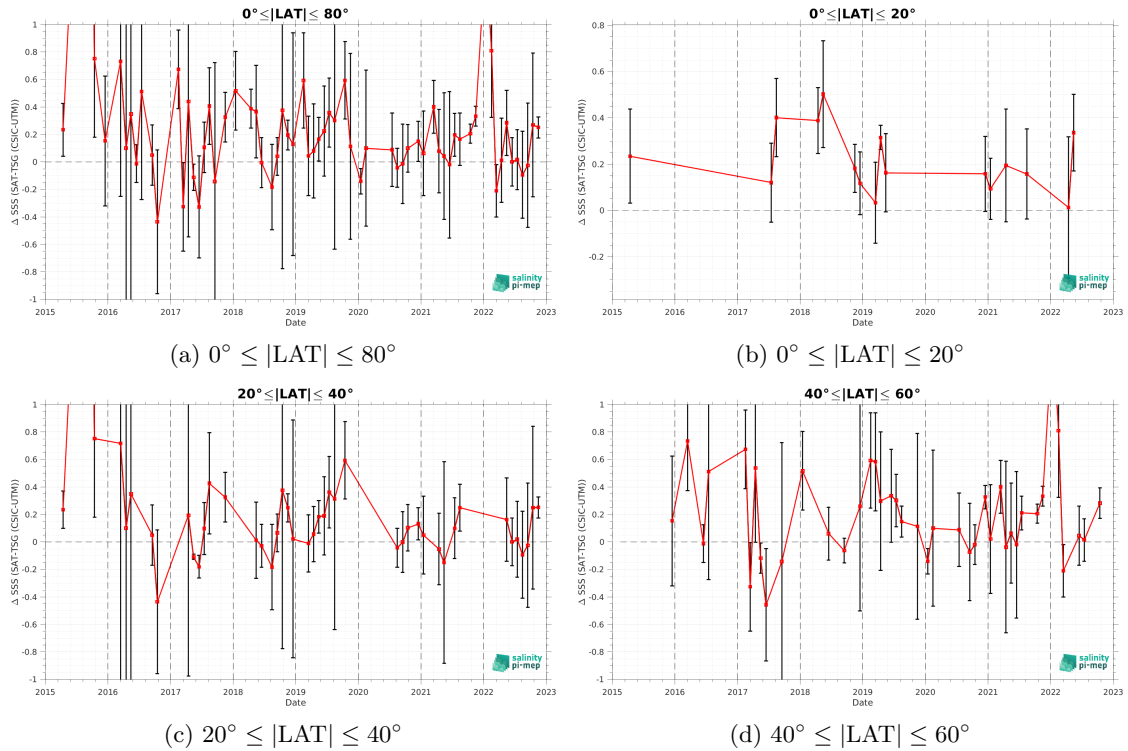 0°≤|LAT|≤ 80°
Δ SSS (SAT-TSG (CSIC-UTM))
1
0.8
0.6
0.4
0.2
0
-0.2
-0.4
-0.6
-0.8
-1
2015 2016 2017 2018 2019 2020 2021 2022 2023
Date
salinity
pi-mep
(a) 0° ≤ |LAT| ≤ 80°
0°≤|LAT|≤ 20°
Δ SSS (SAT-TSG (CSIC-UTM))
0.8
0.6
0.4
0.2
0
-0.2
2015 2016 2017 2018 2019 2020 2021 2022 2023
Date
salinity
pi-mep
(b) 0° ≤ |LAT| ≤ 20°
20°≤|LAT|≤ 40°
Δ SSS (SAT-TSG (CSIC-UTM))
1
0.8
0.6
0.4
0.2
0
-0.2
-0.4
-0.6
-0.8
-1
2015 2016 2017 2018 2019 2020 2021 2022 2023
Date
salinity
pi-mep
(c) 20° ≤ |LAT| ≤ 40°
40°≤|LAT|≤ 60°
Δ SSS (SAT-TSG (CSIC-UTM))
1
0.8
0.6
0.4
0.2
0
-0.2
-0.4
-0.6
-0.8
-1
2015 2016 2017 2018 2019 2020 2021 2022 2023
Date
salinity
pi-mep
(d) 40° ≤ |LAT| ≤ 60°